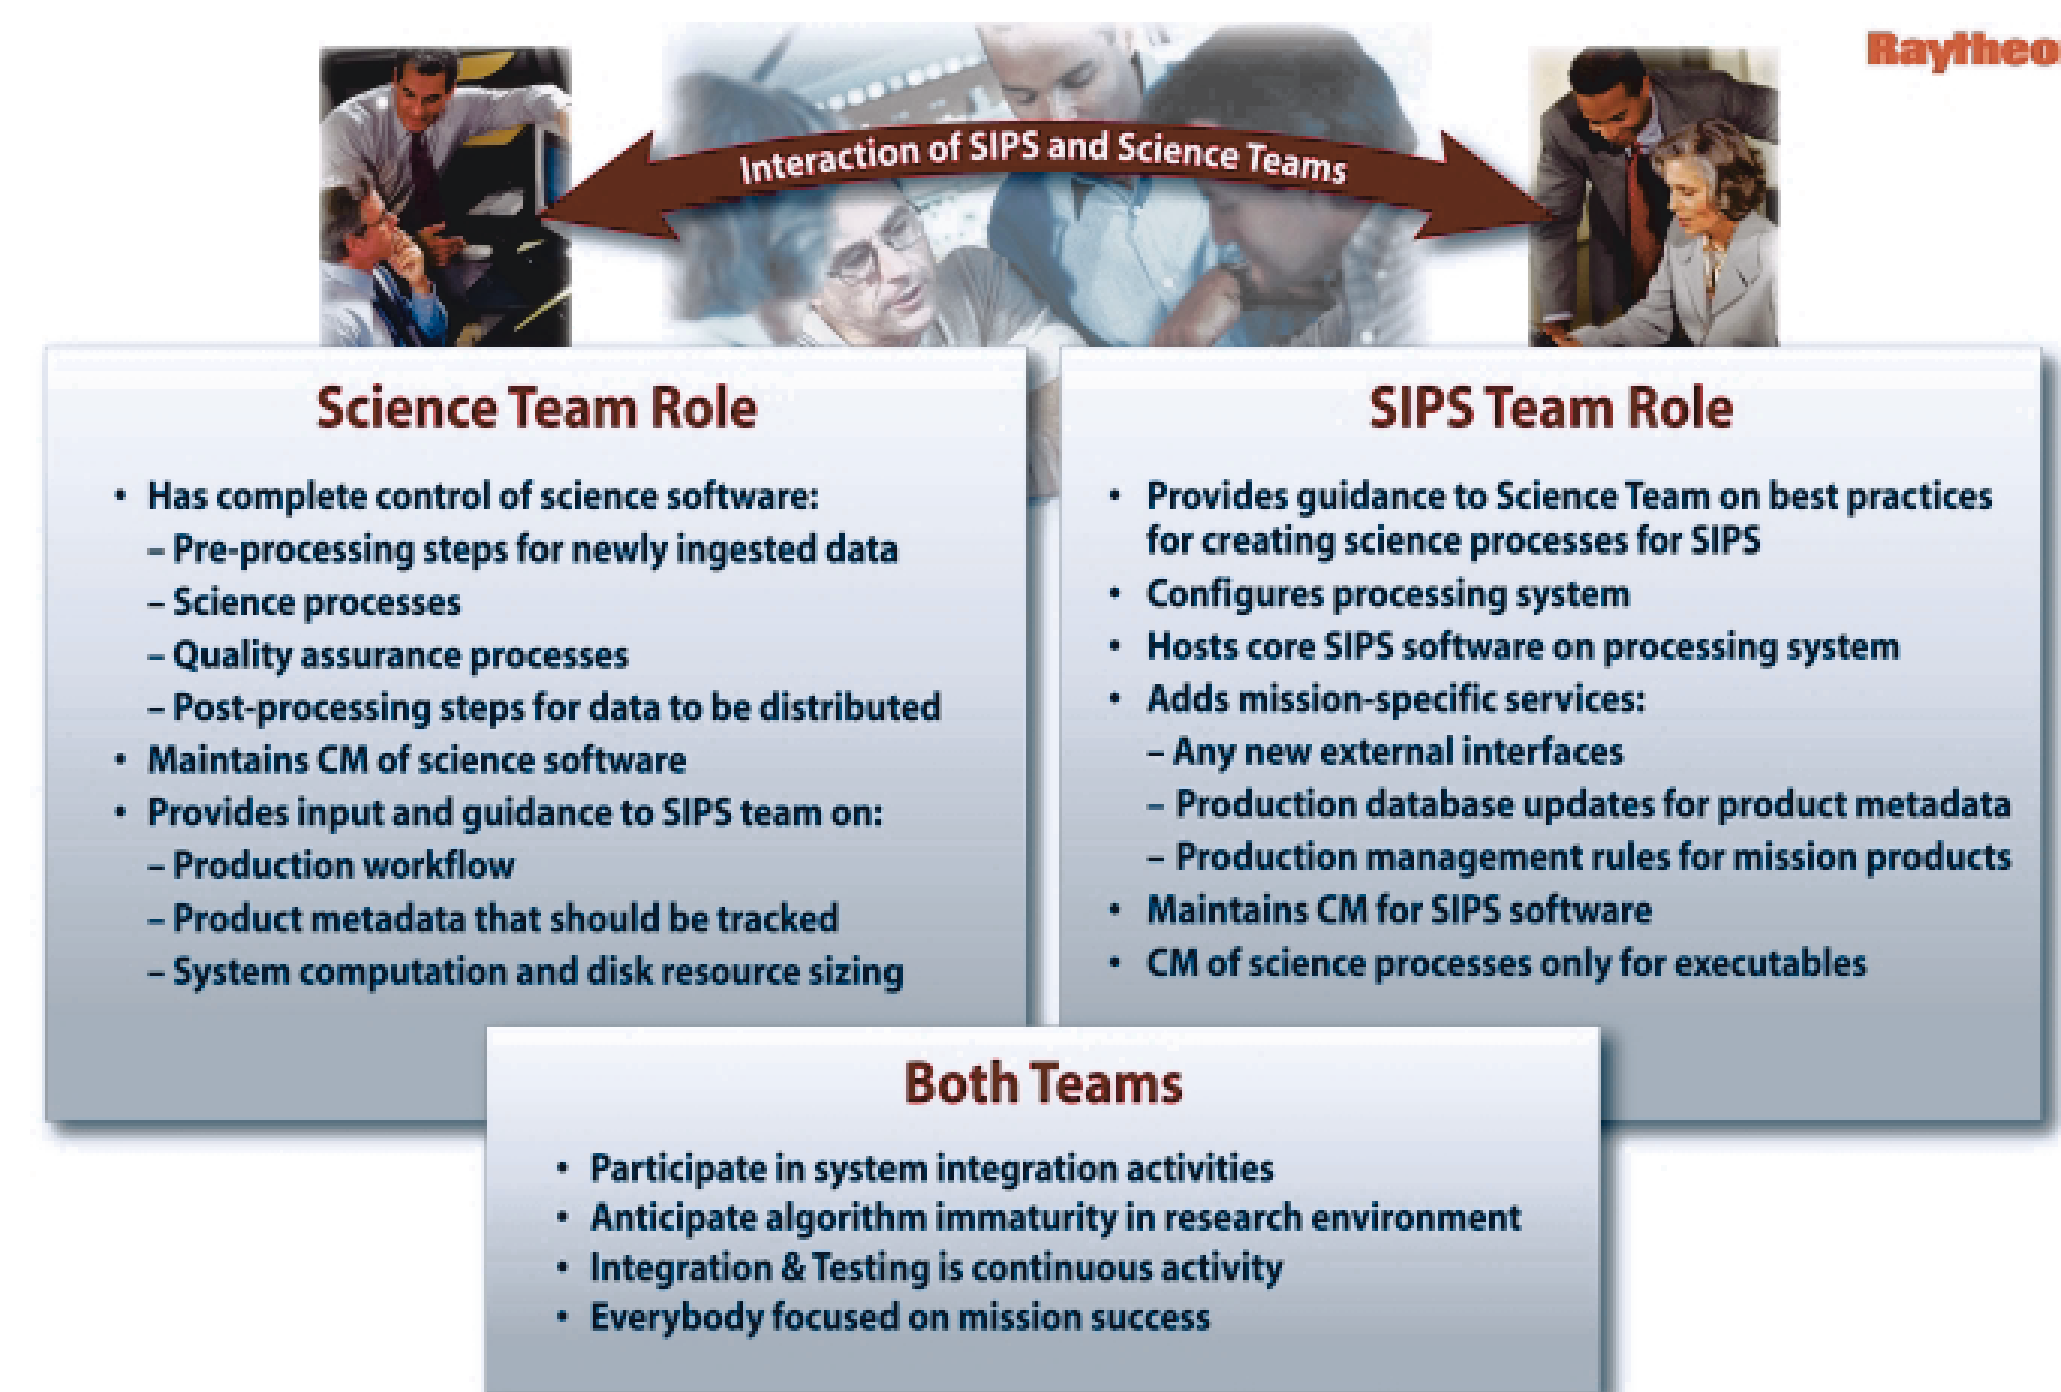 Raytheo
Interaction of SIPS and Science Teams
Science Team Role
• Has complete control of science software:
– Pre-processing steps for newly ingested data
– Science processes
– Quality assurance processes
– Post-processing steps for data to be distributed
• Maintains CM of science software
• Provides input and guidance to SIPS team on:
– Production workflow
– Product metadata that should be tracked
– System computation and disk resource sizing
SIPS Team Role
• Provides guidance to Science Team on best practices
for creating science processes for SIPS
• Configures processing system
• Hosts core SIPS software on processing system
• Adds mission-specific services:
– Any new external interfaces
– Production database updates for product metadata
– Production management rules for mission products
• Maintains CM for SIPS software
• CM of science processes only for executables
Both Teams
• Participate in system integration activities
• Anticipate algorithm immaturity in research environment
• Integration & Testing is continuous activity
• Everybody focused on mission success